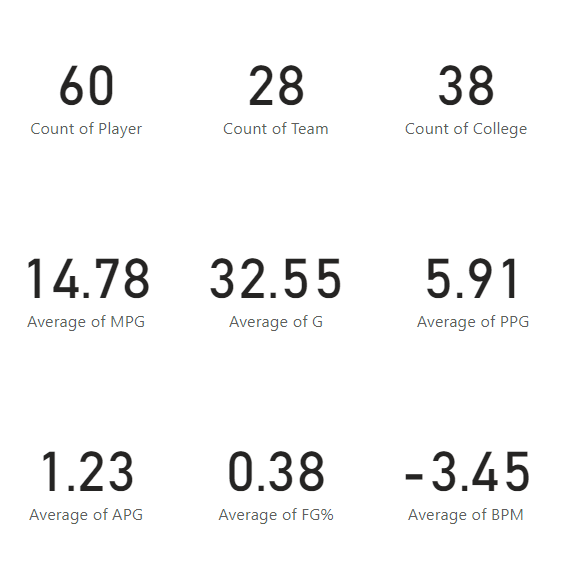 60 28 38
Count of Player Count of Team Count of College
14.78 32.55 5.91
Average of MPG Average of G Average of PPG
1.23 0.38 -3.45
Average of APG Average of FG% Average of BPM